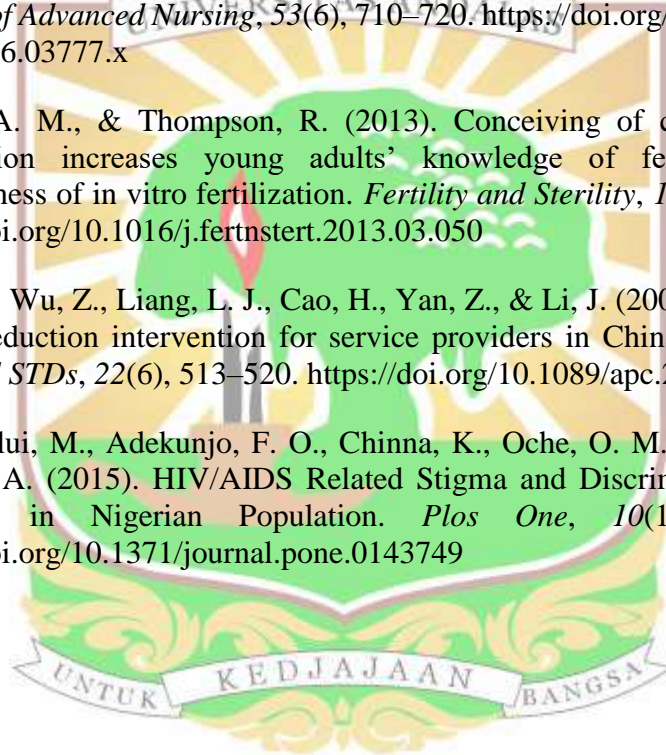 of Advanced Nursing, 53(6), 710–720. https://doi.org/
UNIVERSITAS ANDALAS
6.03777.x
A. M., & Thompson, R. (2013). Conceiving of c
ion increases young adults’ knowledge of fe
ness of in vitro fertilization. Fertility and Sterility, 1
oi.org/10.1016/j.fertnstert.2013.03.050
Wu, Z., Liang, L. J., Cao, H., Yan, Z., & Li, J. (200
eduction intervention for service providers in Chin
STDs, 22(6), 513–520. https://doi.org/10.1089/apc.2
lui, M., Adekunjo, F. O., Chinna, K., Oche, O. M.
A. (2015). HIV/AIDS Related Stigma and Discrin
in Nigerian Population. Plos One, 10(1
oi.org/10.1371/journal.pone.0143749
UNTUK KEDJAJAAN BANGSA